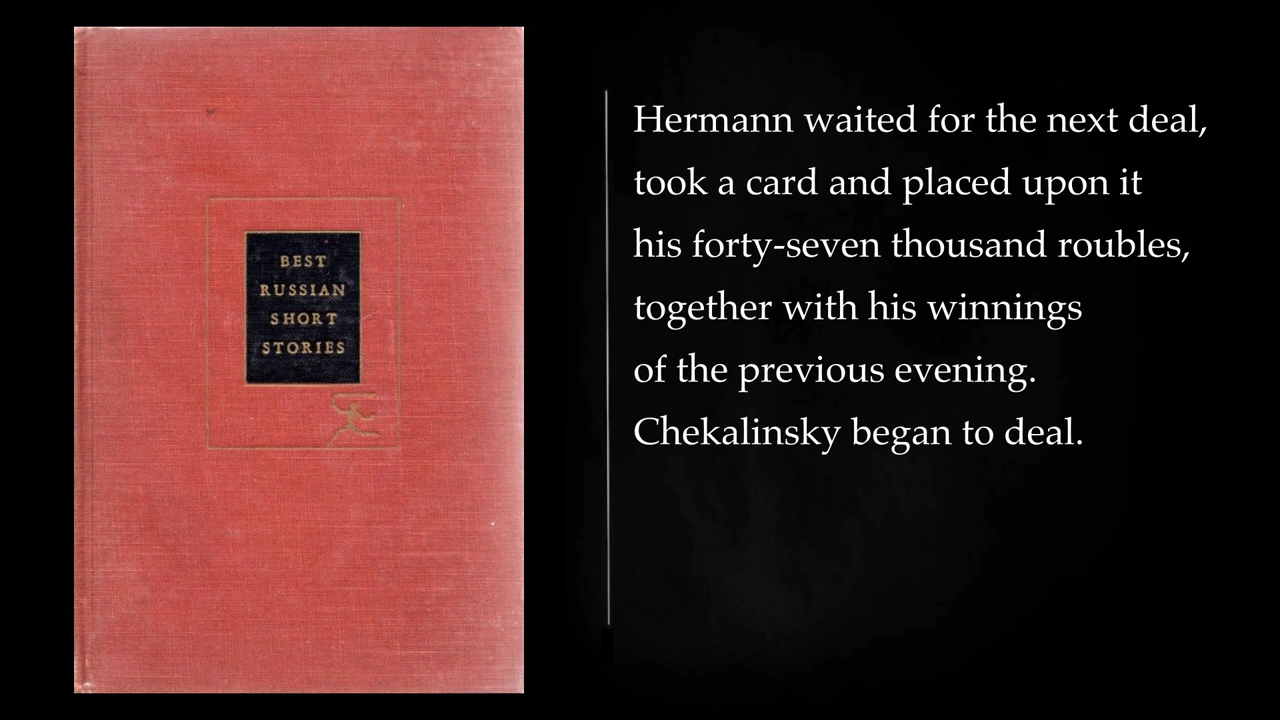 BEST
RUSSIAN
SHORT
STORIES
Hermann waited for the next deal,
took a card and placed upon it
his forty-seven thousand roubles,
together with his winnings
of the previous evening.
Chekalinsky began to deal.